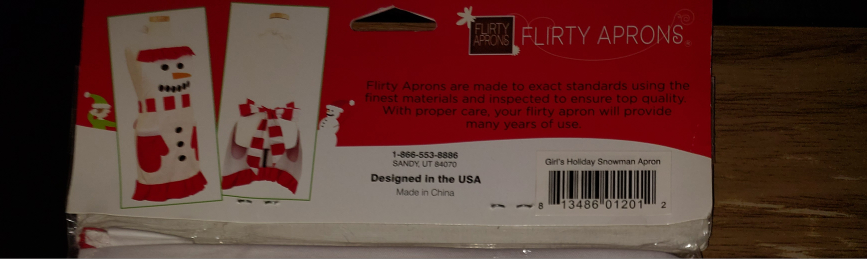 FLIRTY
APRONS
FLIRTY APRONS
Flirty Aprons are made to exact standards using the
finest materials and inspected to ensure top quality.
With proper care, your flirty apron will provide
many years of use.
1-866-553-8886
SANDY, UT 84070
Designed in the USA
Made in China
Girl's Holiday Snowman Apron
8 13486 01201 2